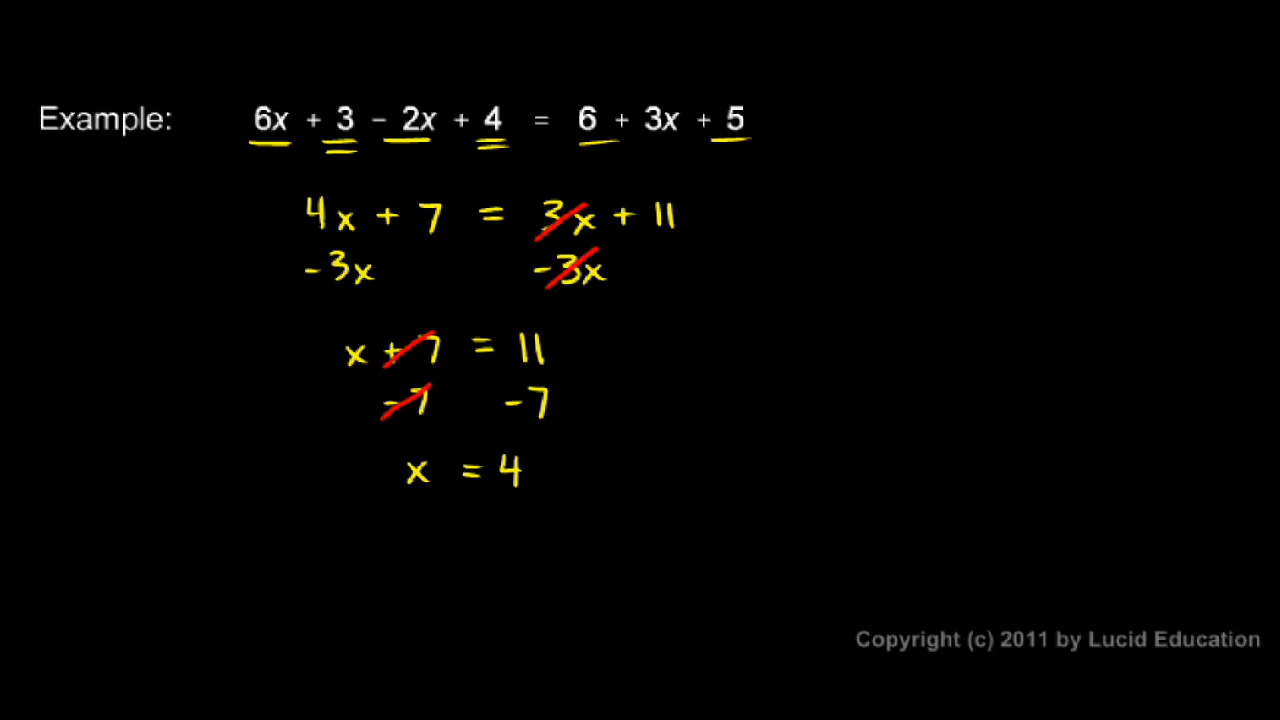 Example: 6x + 3 − 2x + 4 = 6 + 3x + 5
4x + 7 = 3x + 11
-3x -3x
x + 7 = 11
-7 -7
x = 4
Copyright (c) 2011 by Lucid Education